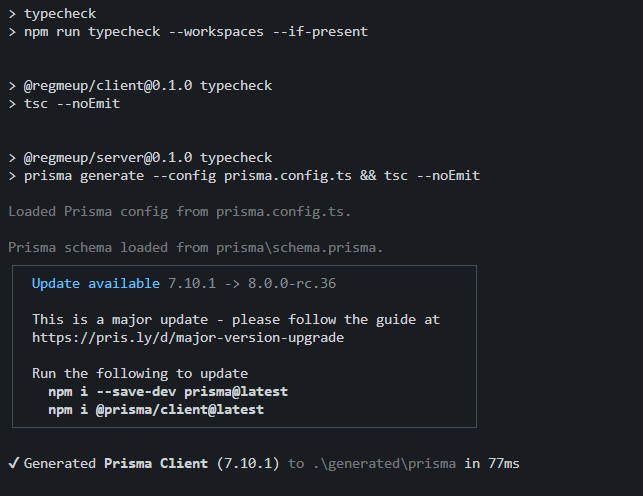 > typecheck
> npm run typecheck --workspaces --if-present
> @regmeup/client@0.1.0 typecheck
> tsc --noEmit
> @regmeup/server@0.1.0 typecheck
> prisma generate --config prisma.config.ts && tsc --noEmit
Loaded Prisma config from prisma.config.ts.
Prisma schema loaded from prisma\schema.prisma.
Update available 7.10.1 -> 8.0.0-rc.36
This is a major update - please follow the guide at
https://pris.ly/d/major-version-upgrade
Run the following to update
npm i --save-dev prisma@latest
npm i @prisma/client@latest
✓ Generated Prisma Client (7.10.1) to .\generated\prisma in 77ms